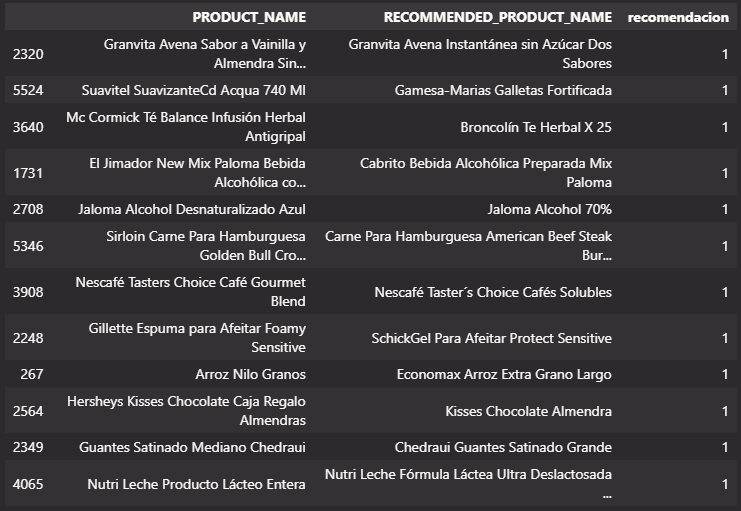 PRODUCT_NAME RECOMMENDED_PRODUCT_NAME recomendacion
2320 Granvita Avena Sabor a Vainilla y Almendra Sin... Granvita Avena Instantánea sin Azúcar Dos Sabores 1
5524 Suavitel SuavizanteCd Acqua 740 Ml Gamesa-Marias Galletas Fortificada 1
3640 Mc Cormick Té Balance Infusión Herbal Antigripal Broncolín Te Herbal X 25 1
1731 El Jimador New Mix Paloma Bebida Alcohólica co... Cabrito Bebida Alcohólica Preparada Mix Paloma 1
2708 Jaloma Alcohol Desnaturalizado Azul Jaloma Alcohol 70% 1
5346 Sirloin Carne Para Hamburguesa Golden Bull Cro... Carne Para Hamburguesa American Beef Steak Bur... 1
3908 Nescafé Tasters Choice Café Gourmet Blend Nescafé Taster´s Choice Cafés Solubles 1
2248 Gillette Espuma para Afeitar Foamy Sensitive SchickGel Para Afeitar Protect Sensitive 1
267 Arroz Nilo Granos Economax Arroz Extra Grano Largo 1
2564 Hersheys Kisses Chocolate Caja Regalo Almendras Kisses Chocolate Almendra 1
2349 Guantes Satinado Mediano Chedraui Chedraui Guantes Satinado Grande 1
4065 Nutri Leche Producto Lácteo Entera Nutri Leche Fórmula Láctea Ultra Deslactosada ... 1